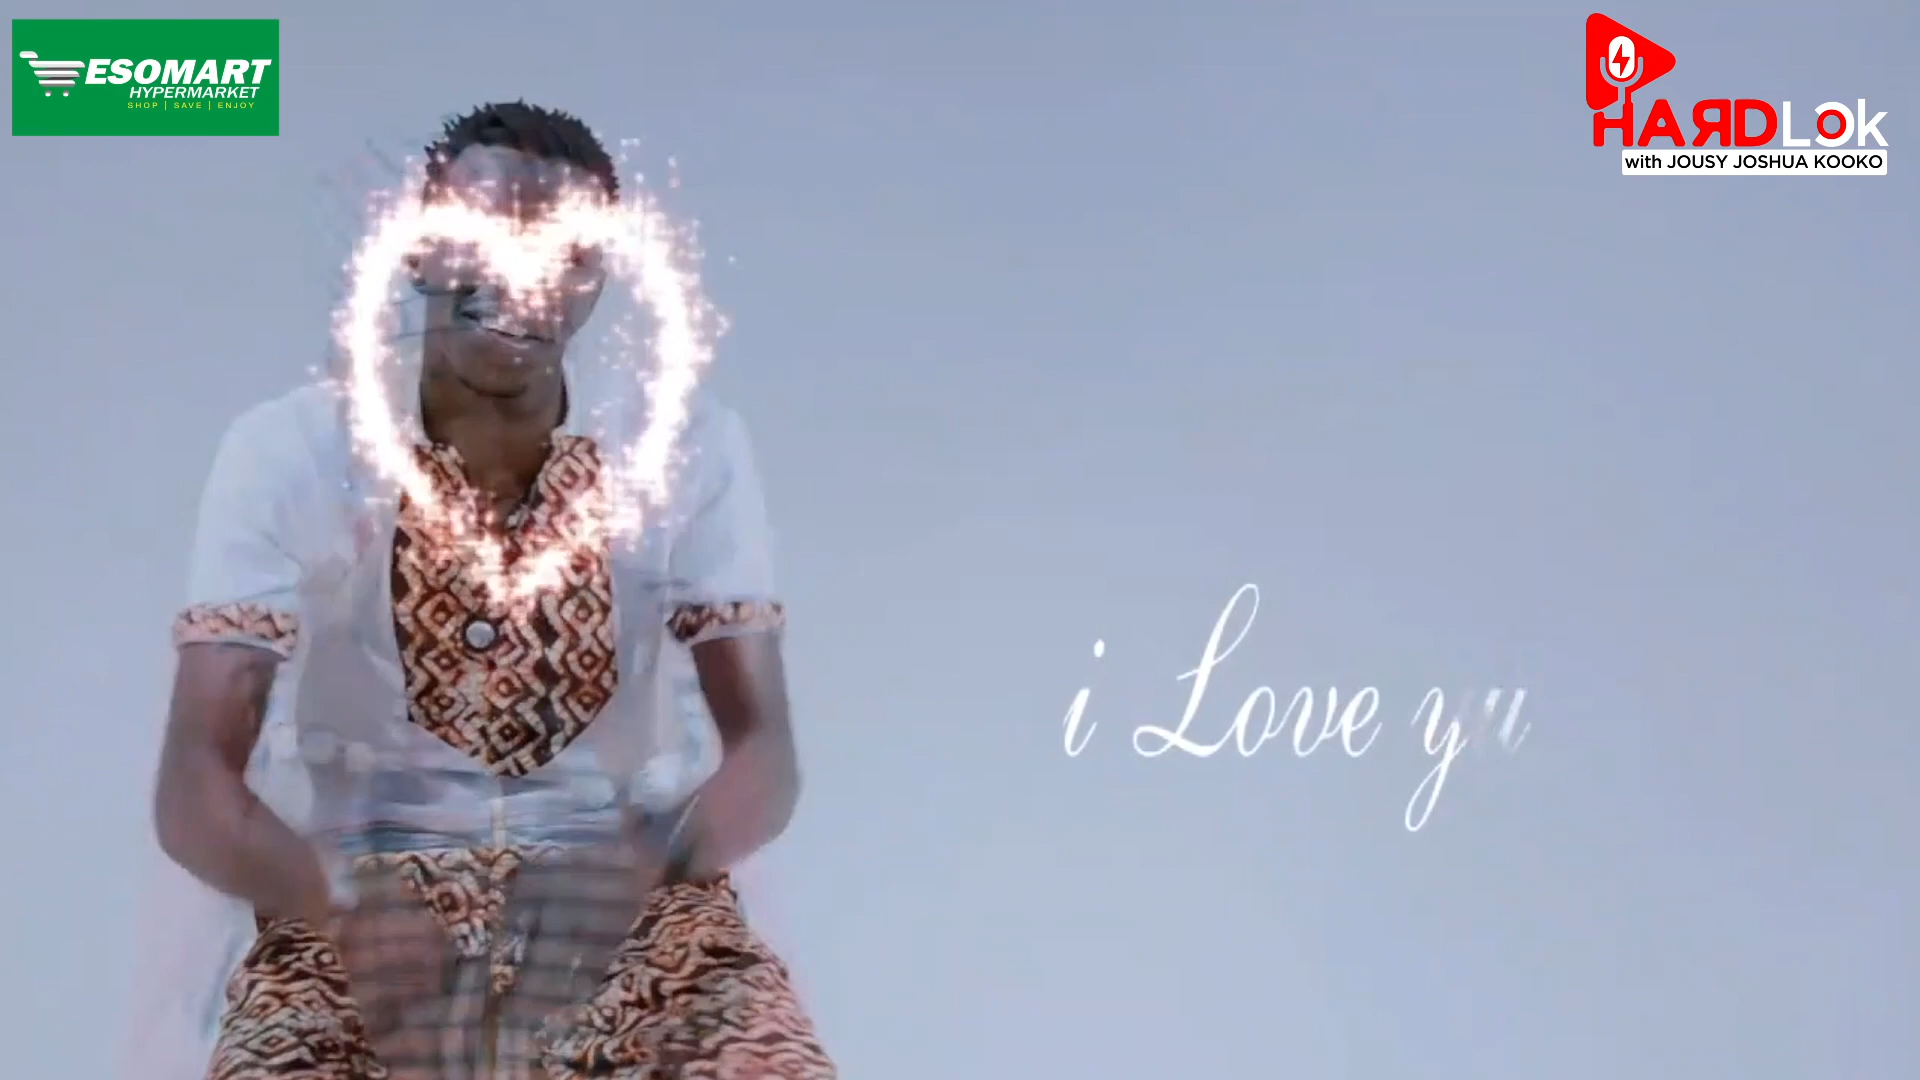 ESOMART
HYPERMARKET
SHOP | SAVE | ENJOY
HARDLOK
with JOUSY JOSHUA KOOKO
i Love